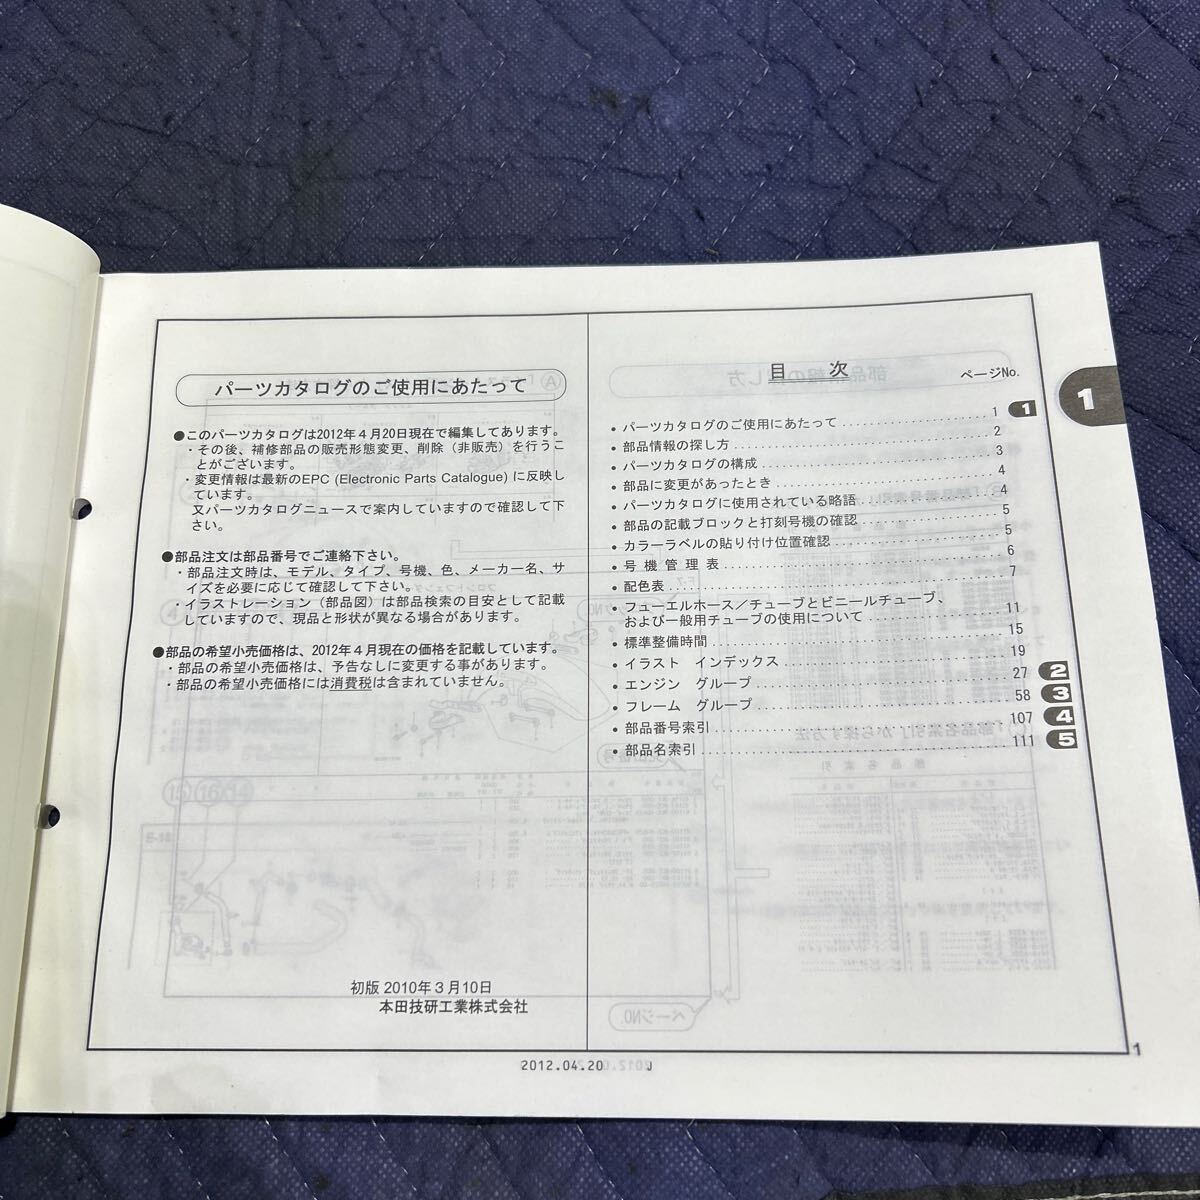 パーツカタログのご使用にあたって
●このパーツカタログは2012年4月20日現在で編集してあります。
・その後、補修部品の販売形態変更、削除（非販売）を行うこ
とがございます。
・変更情報は最新のEPC (Electronic Parts Catalogue) に反映し
ています。
又パーツカタログニュースで案内していますので確認して下
さい。
●部品注文は部品番号でご連絡下さい。
・部品注文時は、モデル、タイプ、号機、色、メーカー名、サ
イズを必要に応じて確認して下さい。
・イラストレーション（部品図）は部品検索の目安として記載
していますので、現品と形状が異なる場合があります。
●部品の希望小売価格は、2012年4月現在の価格を記載しています。
・部品の希望小売価格は、予告なしに変更する事があります。
・部品の希望小売価格には消費税は含まれていません。
初版 2010年3月10日
本田技研工業株式会社
目　次
ページNo.
・パーツカタログのご使用にあたって 1 1
・部品情報の探し方 2
・パーツカタログの構成 3
・部品に変更があったとき 4
・パーツカタログに使用されている略語 4
・部品の記載ブロックと打刻号機の確認 5
・カラーラベルの貼り付け位置確認 5
・号 機 管 理 表 6
・配色表 7
・フューエルホース／チューブとビニールチューブ、
および一般用チューブの使用について 11
・標準整備時間 15
・イラスト　インデックス 19
・エンジン　グループ 27 2
・フレーム　グループ 58 3
・部品番号索引 107 4
・部品名索引 111 5
1
2012.04.20 J
1